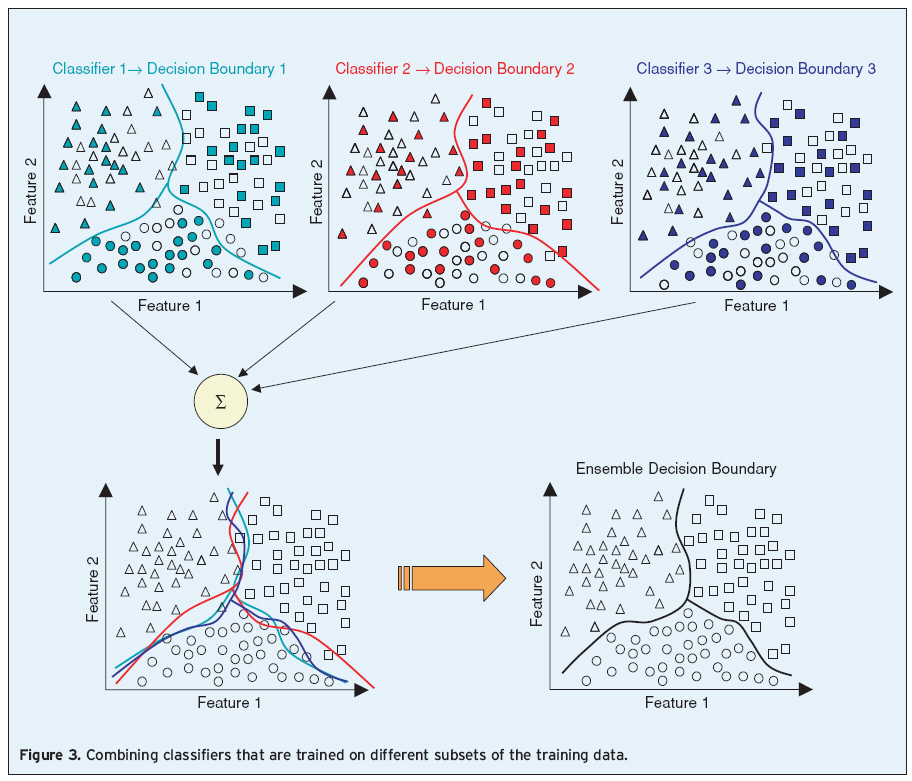 Classifier 1→ Decision Boundary 1
Classifier 2 → Decision Boundary 2
Classifier 3 → Decision Boundary 3
Feature 2
Feature 2
Feature 2
Feature 1
Feature 1
Feature 1
Σ
Ensemble Decision Boundary
Feature 2
Feature 2
Feature 1
Feature 1
Figure 3. Combining classifiers that are trained on different subsets of the training data.